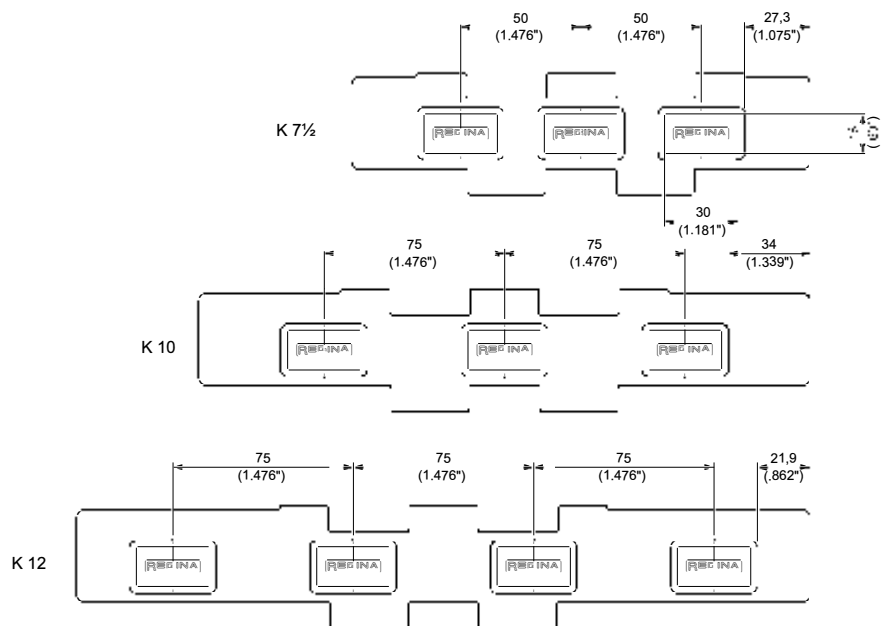 50 50 27,3
(1.476") (1.476") (1.075")
K 7½
REGINA REGINA REGINA
30
(1.181")
75 75 34
(1.476") (1.476") (1.339")
K 10
REGINA REGINA REGINA
75 75 75 21,9
(1.476") (1.476") (1.476") (.862")
K 12
REGINA REGINA REGINA REGINA